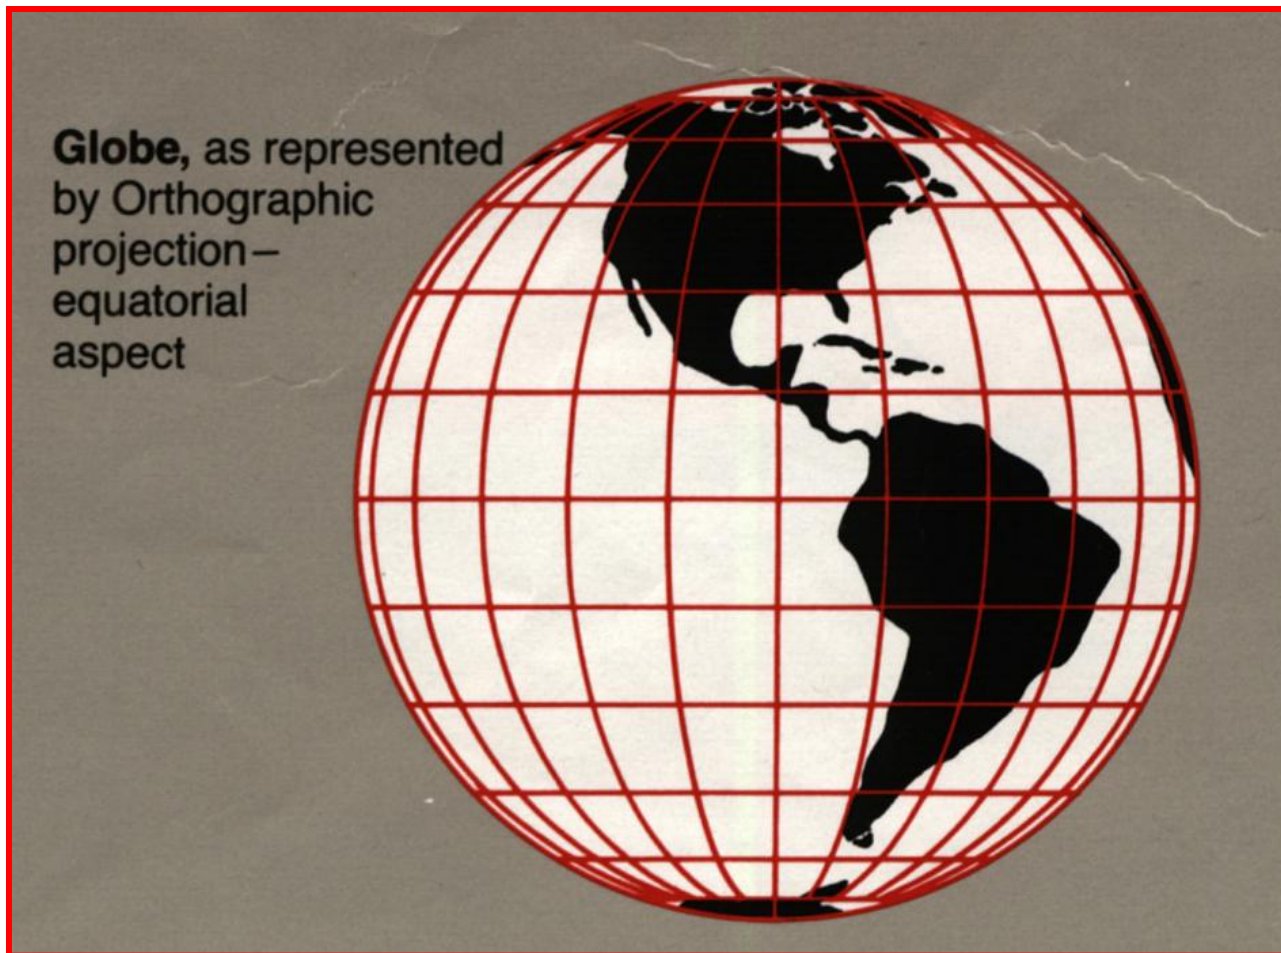 Globe, as represented
by Orthographic
projection–
equatorial
aspect